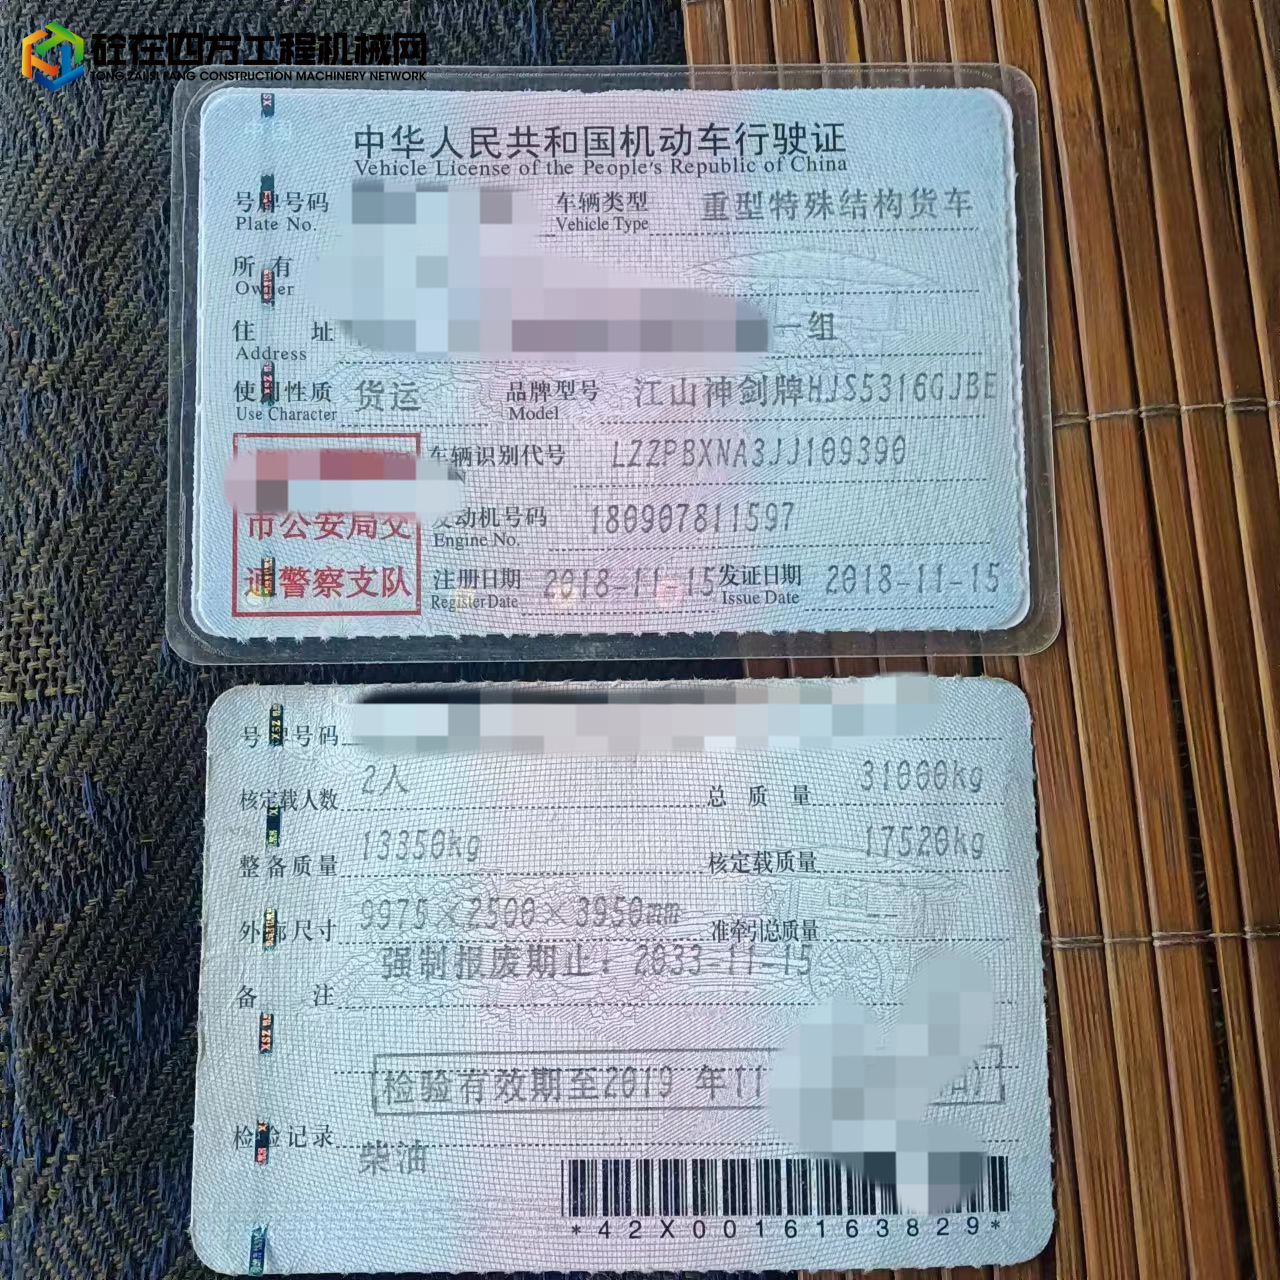 砼在四方工程机械网
TONG ZAI SI FANG CONSTRUCTION MACHINERY NETWORK
中华人民共和国机动车行驶证
Vehicle License of the People's Republic of China
号牌号码 车辆类型 重型特殊结构货车
Plate No. Vehicle Type
所有
Owner
住址 一组
Address
使用性质 货运 品牌型号 江山神剑牌HJS5316GJBE
Use Character Model
车辆识别代号 LZZPBXNA3JJ109390
发动机号码 180907811597
Engine No.
市公安局交
通警察支队
注册日期 2018-11-15 发证日期 2018-11-15
Register Date Issue Date
号牌号码
核定载人数 2人 总质量 31060kg
整备质量 13350kg 核定载质量 17520kg
外廓尺寸 9975×2500×3950mm 准牵引总质量 --
备注 强制报废期止：2033-11-15
检验有效期至2019年11
检验记录
柴油
*42X0016163829*